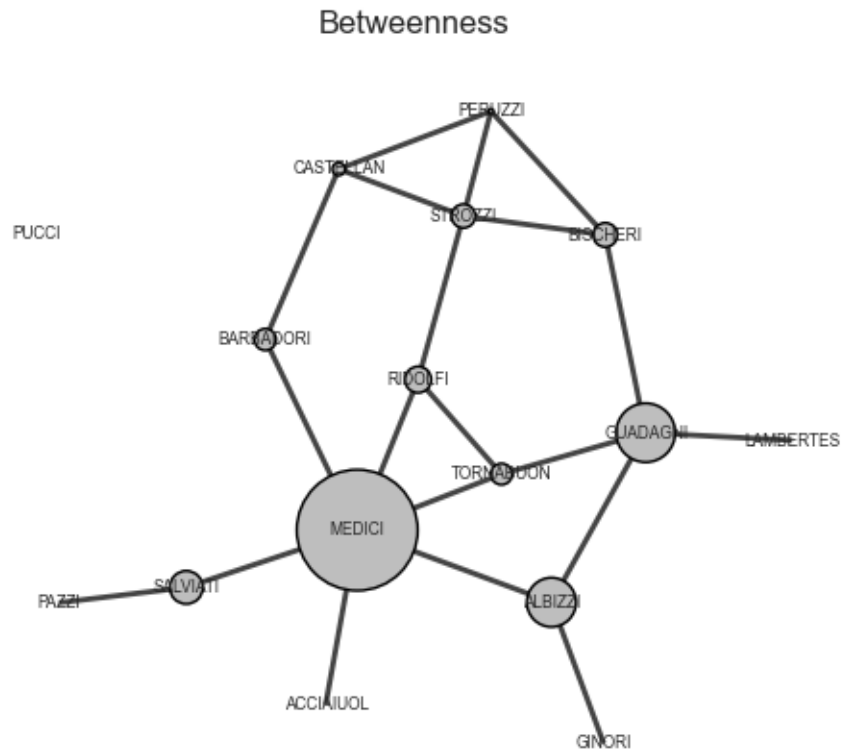 Betweenness
PERUZZI
CASTELLAN
STROZZI
PUCCI
BISCHERI
BARBADORI
RIDOLFI
GUADAGNI
LAMBERTES
TORNABUON
MEDICI
SALVIATI
PAZZI
ALBIZZI
ACCIAIUOL
GINORI